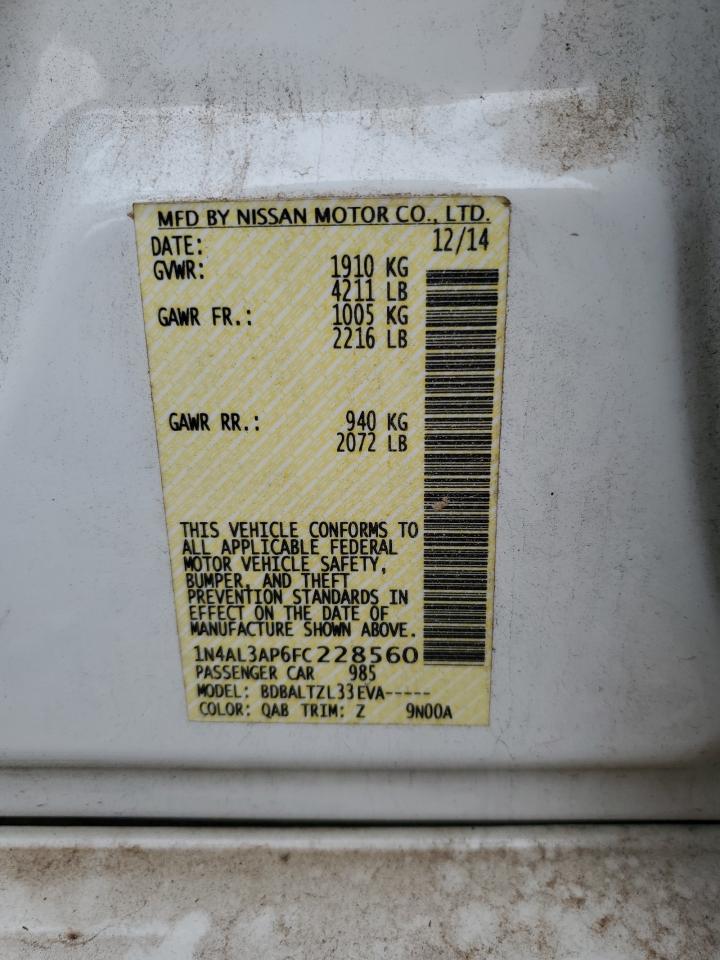 MFD BY NISSAN MOTOR CO., LTD.
DATE: 12/14
GVWR: 1910 KG
4211 LB
GAWR FR.: 1005 KG
2216 LB
GAWR RR.: 940 KG
2072 LB
THIS VEHICLE CONFORMS TO
ALL APPLICABLE FEDERAL
MOTOR VEHICLE SAFETY,
BUMPER, AND THEFT
PREVENTION STANDARDS IN
EFFECT ON THE DATE OF
MANUFACTURE SHOWN ABOVE.
1N4AL3AP6FC228560
PASSENGER CAR 985
MODEL: BDBALTZL33EVA-----
COLOR: QAB TRIM: Z 9N00A